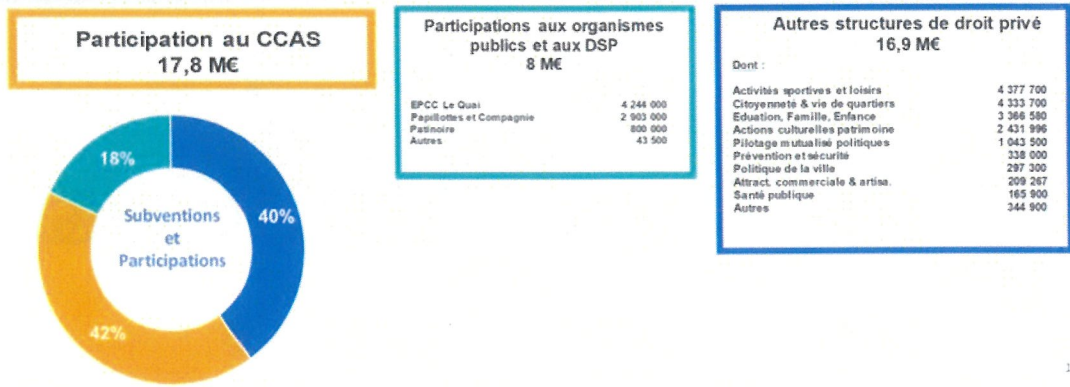 Participation au CCAS
17,8 M€
Participations aux organismes
publics et aux DSP
8 M€
EPCC Le Quai 4 244 000
Papillottes et Compagnie 2 903 000
Patinoire 800 000
Autres 43 500
Autres structures de droit privé
16,9 M€
Dont :
Activités sportives et loisirs 4 377 700
Citoyenneté & vie de quartiers 4 333 700
Eduation, Famille, Enfance 3 366 580
Actions culturelles patrimoine 2 431 996
Pilotage mutualisé politiques 1 043 500
Prévention et sécurité 338 000
Politique de la ville 297 300
Attract. commerciale & artisa. 209 267
Santé publique 165 900
Autres 344 900
18%
40%
42%
Subventions
et
Participations